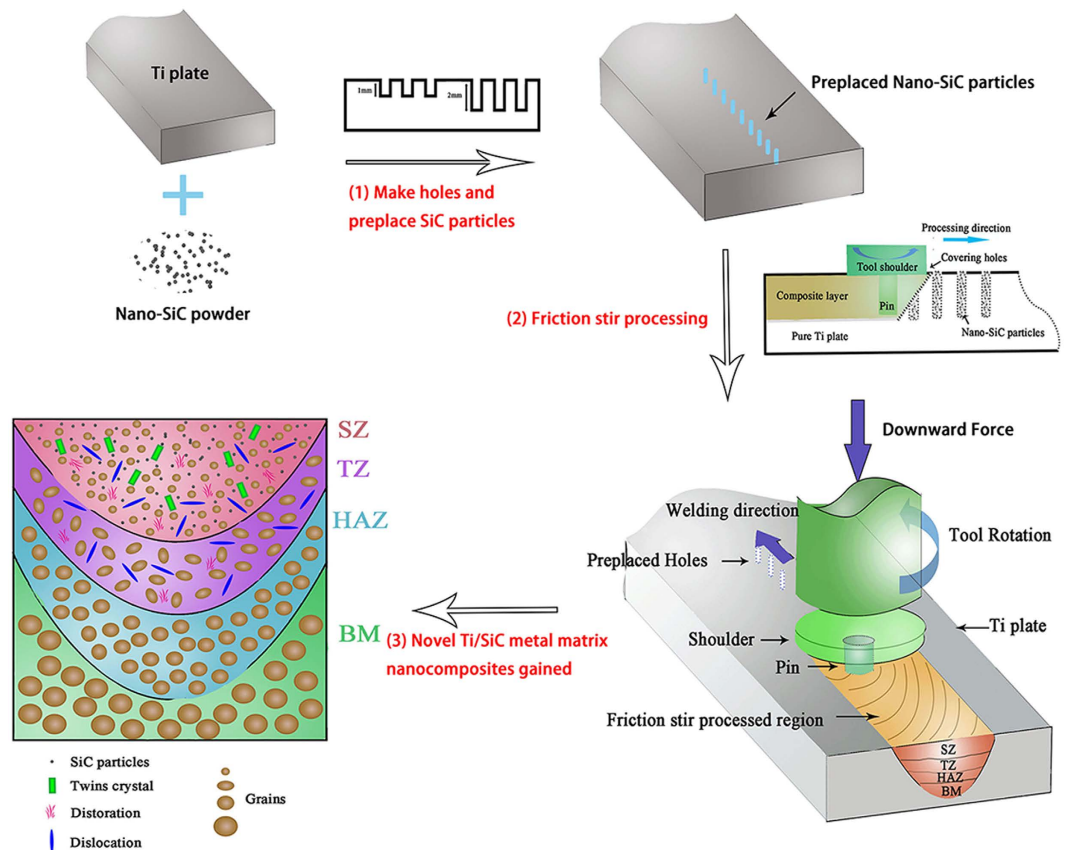 Ti plate
Nano-SiC powder
1mm
2mm
(1) Make holes and
preplace SiC particles
Preplaced Nano-SiC particles
(2) Friction stir processing
Processing direction
Tool shoulder
Covering holes
Composite layer
Pin
Nano-SiC particles
Pure Ti plate
Downward Force
Welding direction
Tool Rotation
Preplaced Holes
Ti plate
Shoulder
Pin
Friction stir processed region
SZ
TZ
HAZ
BM
(3) Novel Ti/SiC metal matrix
nanocomposites gained
SZ
TZ
HAZ
BM
SiC particles
Twins crystal
Distoration
Dislocation
Grains